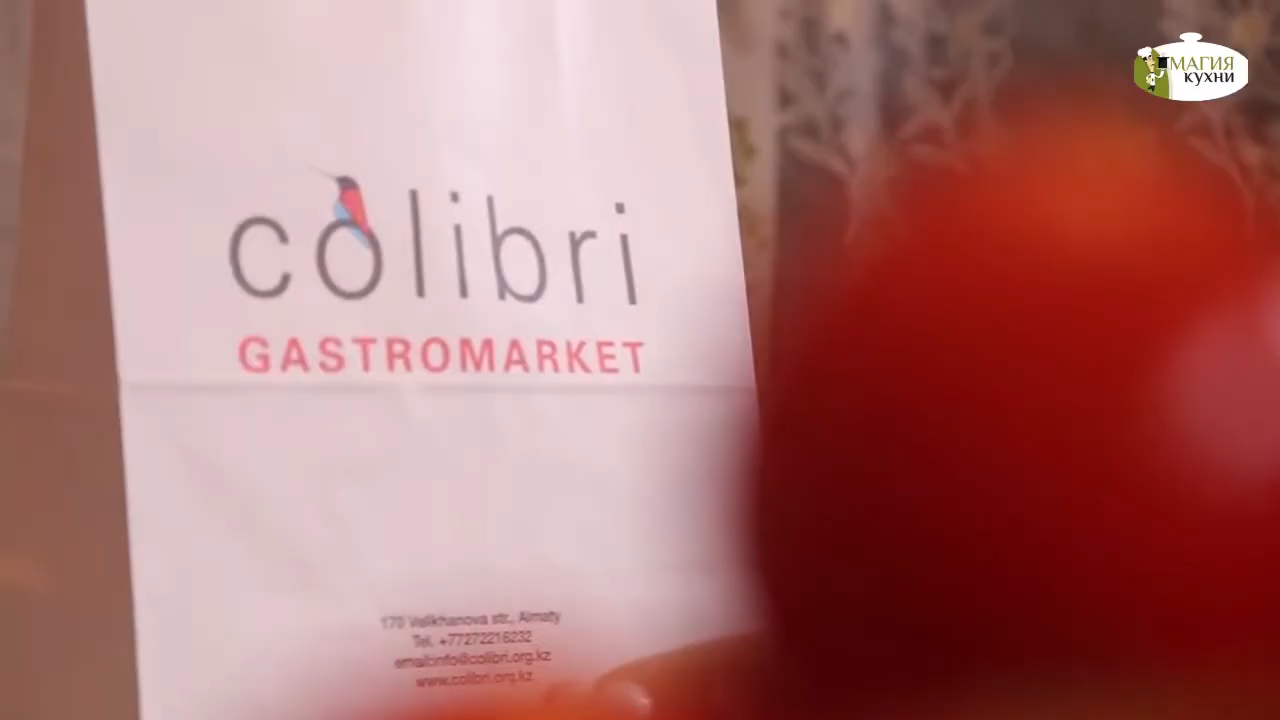 МАГИЯ
КУХНИ
colibri
GASTROMARKET
170 Valikhanova str., Almaty
Tel. +77272216232
email:info@colibri.org.kz
www.colibri.org.kz